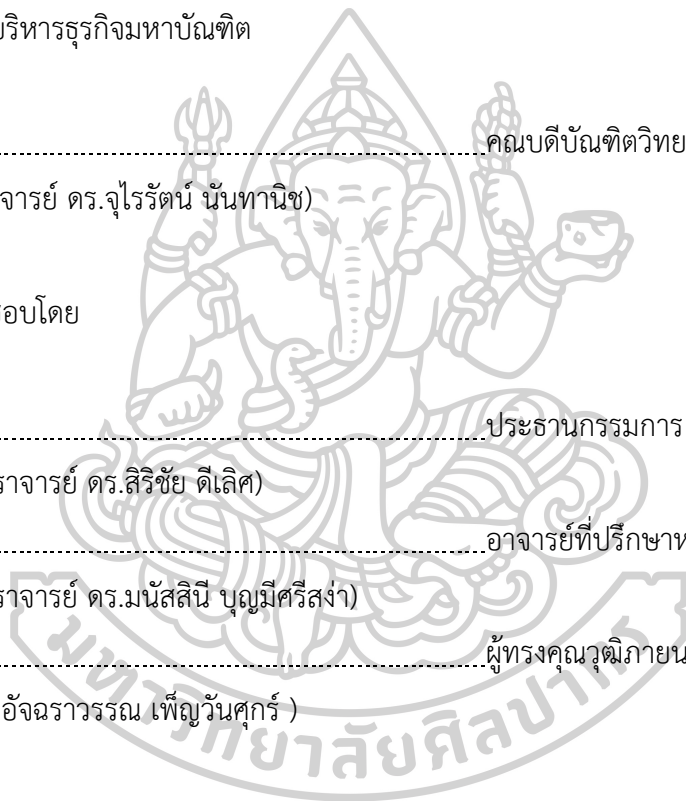 บริหารธุรกิจมหาบัณฑิต
คณบดีบัณฑิตวิทย
จารย์ ดร.จุไรรัตน์ นันทานิช)
สอบโดย
ประธานกรรมการ
ราจารย์ ดร.สิริชัย ดีเลิศ)
อาจารย์ที่ปรึกษาห
ราจารย์ ดร.มนัสสินี บุญมีศรีสง่า)
ผู้ทรงคุณวุฒิภายน
อัจฉราวรรณ เพ็ญวันศุกร์ )
มหาวิทยาลัยศิลปากร